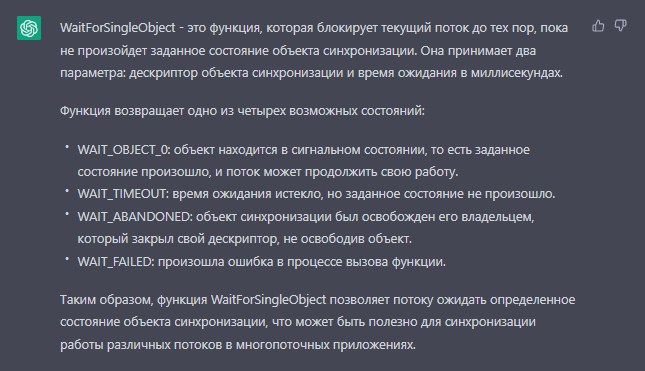 WaitForSingleObject - это функция, которая блокирует текущий поток до тех пор, пока
не произойдет заданное состояние объекта синхронизации. Она принимает два
параметра: дескриптор объекта синхронизации и время ожидания в миллисекундах.
Функция возвращает одно из четырех возможных состояний:
• WAIT_OBJECT_0: объект находится в сигнальном состоянии, то есть заданное
состояние произошло, и поток может продолжить свою работу.
• WAIT_TIMEOUT: время ожидания истекло, но заданное состояние не произошло.
• WAIT_ABANDONED: объект синхронизации был освобожден его владельцем,
который закрыл свой дескриптор, не освободив объект.
• WAIT_FAILED: произошла ошибка в процессе вызова функции.
Таким образом, функция WaitForSingleObject позволяет потоку ожидать определенное
состояние объекта синхронизации, что может быть полезно для синхронизации
работы различных потоков в многопоточных приложениях.